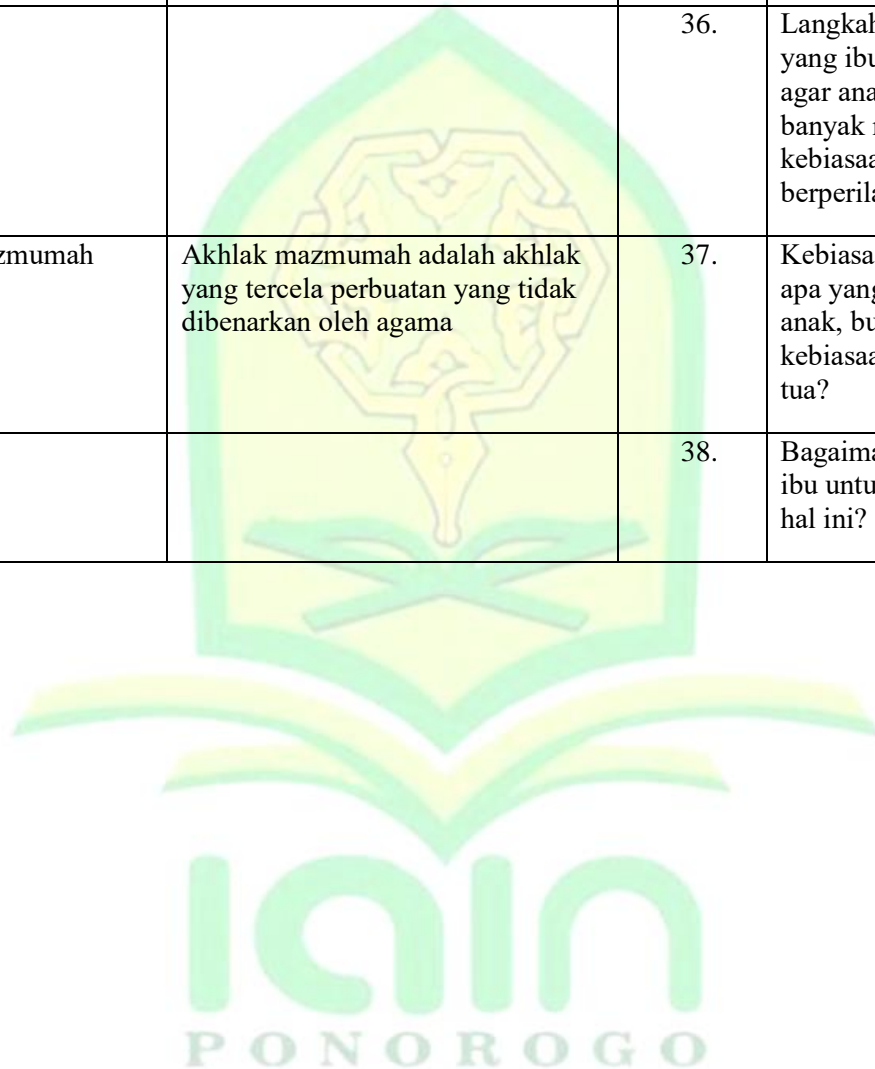 36.
Langkah
yang ibu
agar ana
banyak
kebiasaa
berperila
zmumah
Akhlak mazmumah adalah akhlak
yang tercela perbuatan yang tidak
dibenarkan oleh agama
37.
Kebiasa
apa yang
anak, bu
kebiasaa
tua?
38.
Bagaima
ibu untu
hal ini?
iain
PONOROGO